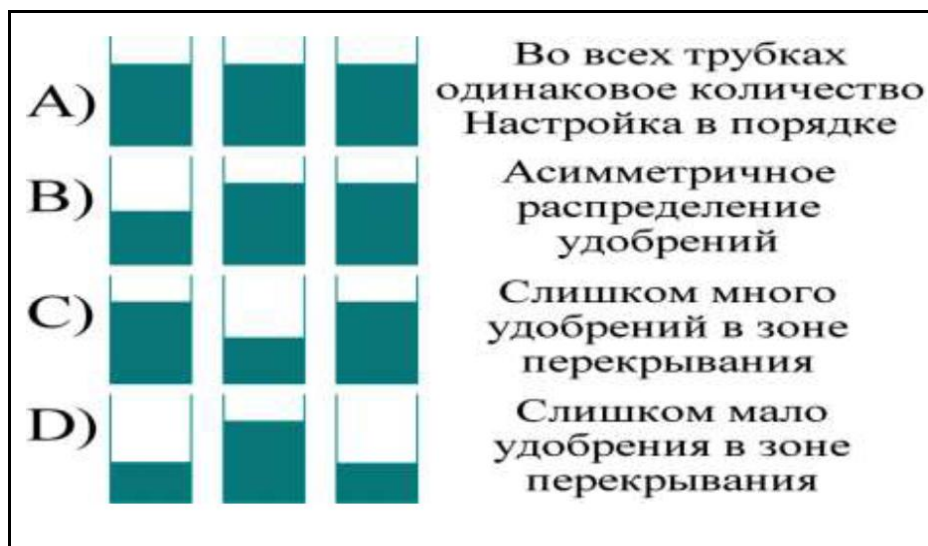 A)
Во всех трубках
одинаковое количество
Настройка в порядке
B)
Асимметричное
распределение
удобрений
C)
Слишком много
удобрений в зоне
перекрывания
D)
Слишком мало
удобрения в зоне
перекрывания